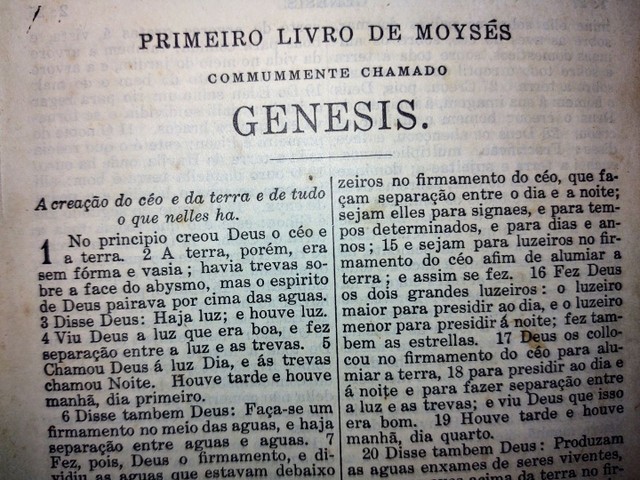 PRIMEIRO LIVRO DE MOYSÉS
COMMUMMENTE CHAMADO
GENESIS.
A creação do céo e da terra e de tudo
o que nelles ha.
1 No principio creou Deus o céo e
a terra. 2 A terra, porém, era
sem fórma e vasia; havia trevas so-
bre a face do abysmo, mas o espirito
de Deus pairava por cima das aguas.
3 Disse Deus: Haja luz; e houve luz.
4 Viu Deus a luz que era boa, e fez
separação entre a luz e as trevas. 5
Chamou Deus á luz Dia, e ás trevas
chamou Noite. Houve tarde e houve
manhã, dia primeiro.
6 Disse tambem Deus: Faça-se um
firmamento no meio das aguas, e haja
separação entre aguas e aguas. 7
Fez, pois, Deus o firmamento, e di-
vidiu as aguas que estavam debaixo
zeiros no firmamento do céo, que fa-
çam separação entre o dia e a noite;
sejam elles para signaes, e para tem-
pos determinados, e para dias e an-
nos; 15 e sejam para luzeiros no fir-
mamento do céo afim de alumiar a
terra; e assim se fez. 16 Fez Deus
os dois grandes luzeiros: o luzeiro
maior para presidir ao dia, e o luzeiro
menor para presidir á noite; fez tam-
bem as estrellas. 17 Deus os collo-
cou no firmamento do céo para alu-
miar a terra, 18 para presidir ao dia e
á noite e para fazer separação entre
a luz e as trevas; e viu Deus que isso
era bom. 19 Houve tarde e houve
manhã, dia quarto.
20 Disse tambem Deus: Produzam
as aguas enxames de seres viventes,
acima da terra no fir-